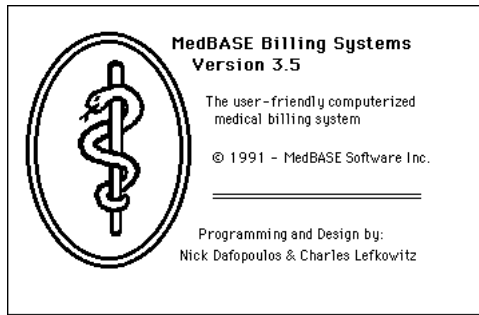 MedBASE Billing Systems
Version 3.5
The user-friendly computerized
medical billing system
© 1991 - MedBASE Software Inc.
Programming and Design by:
Nick Dafopoulos & Charles Lefkowitz